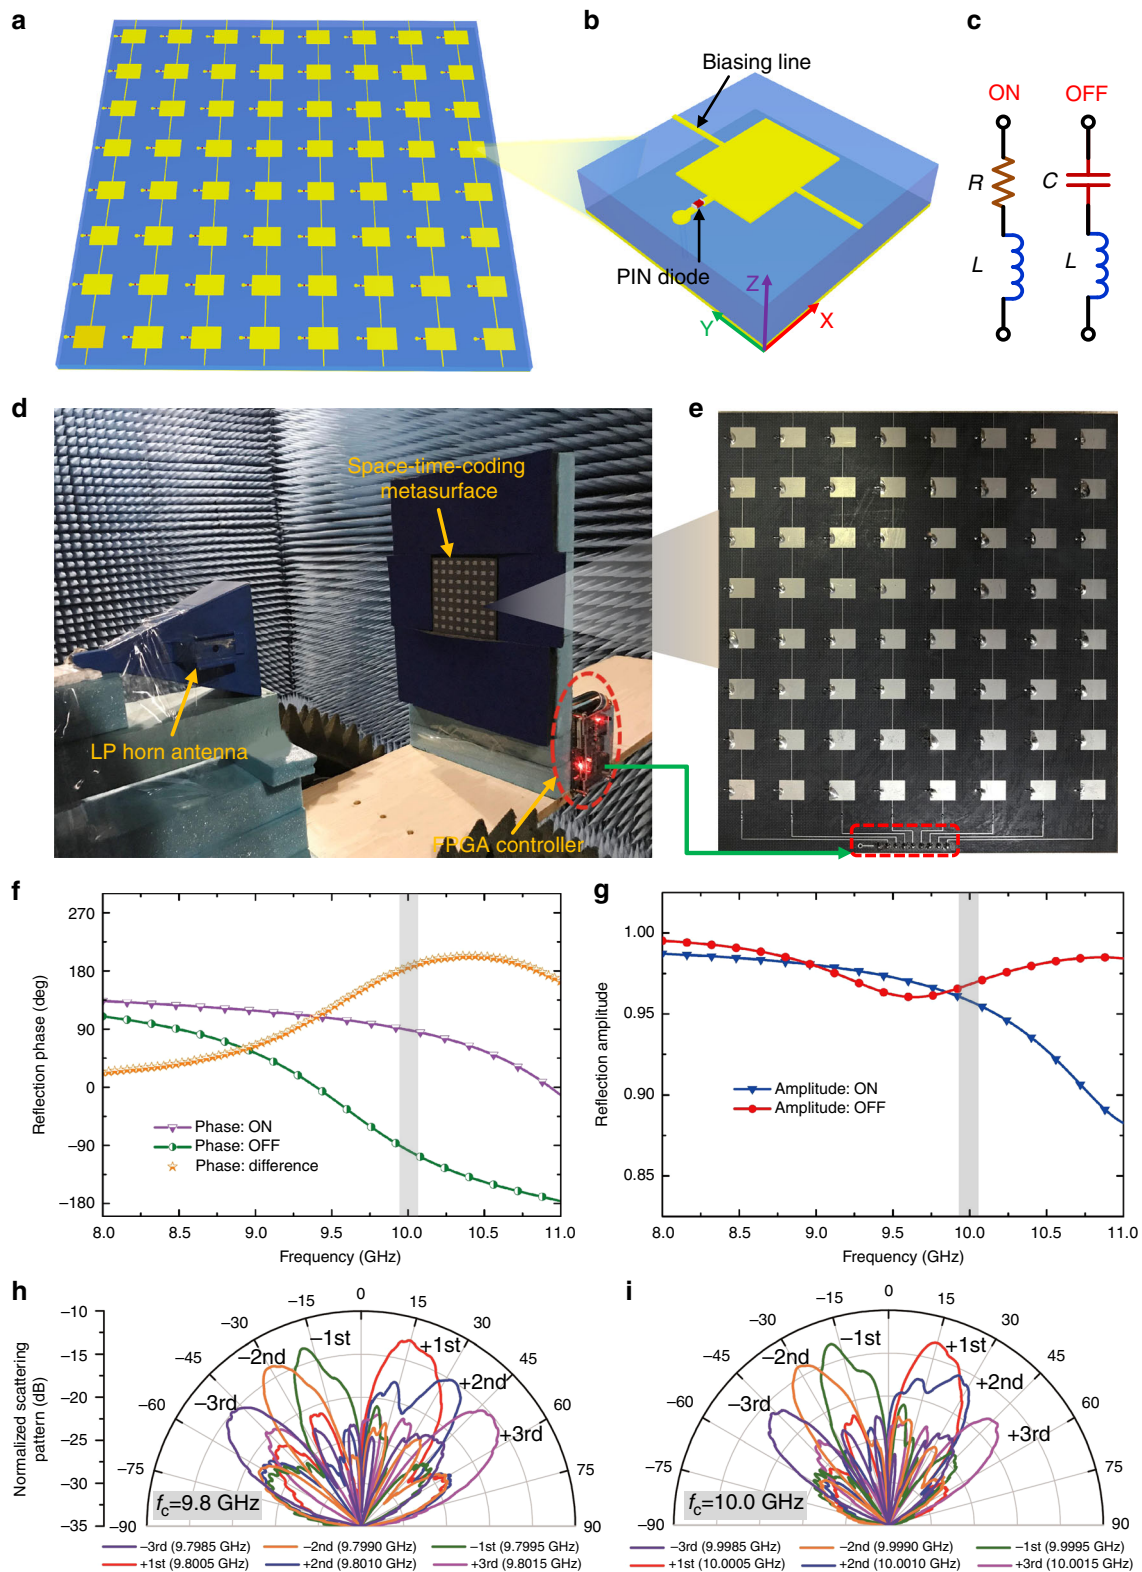 a
b
c
Biasing line
PIN diode
Z
Y
X
ON
OFF
R
C
L
L
d
e
Space-time-coding
metasurface
LP horn antenna
FPGA controller
f
270
180
90
0
–90
–180
Reflection phase (deg)
Phase: ON
Phase: OFF
Phase: difference
8.0 8.5 9.0 9.5 10.0 10.5 11.0
Frequency (GHz)
g
1.00
0.95
0.90
0.85
Reflection amplitude
Amplitude: ON
Amplitude: OFF
8.0 8.5 9.0 9.5 10.0 10.5 11.0
Frequency (GHz)
h
–10
–15
–20
–25
–30
–35
Normalized scattering
pattern (dB)
–90
–75
–60
–45
–30
–15
0
15
30
45
60
75
90
–3rd
–2nd
–1st
+1st
+2nd
+3rd
fc=9.8 GHz
–3rd (9.7985 GHz) –2nd (9.7990 GHz) –1st (9.7995 GHz)
+1st (9.8005 GHz) +2nd (9.8010 GHz) +3rd (9.8015 GHz)
i
–90
–75
–60
–45
–30
–15
0
15
30
45
60
75
90
–3rd
–2nd
–1st
+1st
+2nd
+3rd
fc=10.0 GHz
–3rd (9.9985 GHz) –2nd (9.9990 GHz) –1st (9.9995 GHz)
+1st (10.0005 GHz) +2nd (10.0010 GHz) +3rd (10.0015 GHz)